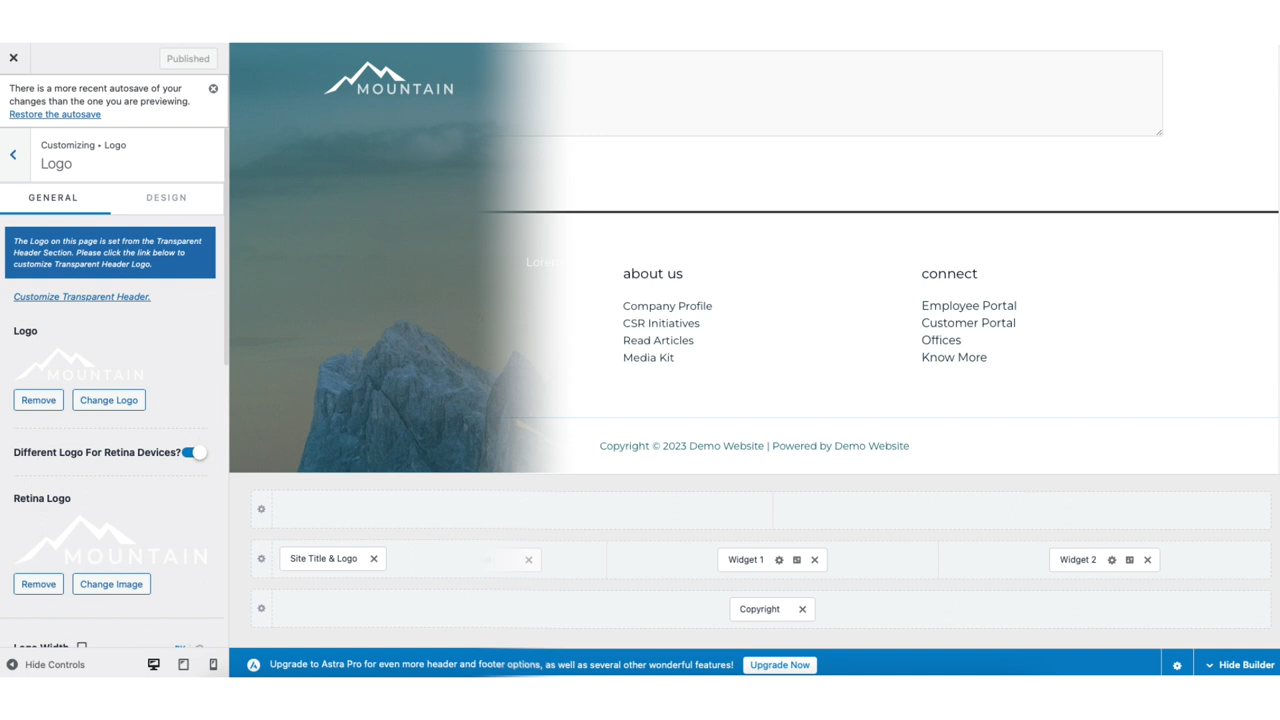 Published
There is a more recent autosave of your
changes than the one you are previewing.
Restore the autosave
Customizing ▸ Logo
Logo
GENERAL
DESIGN
The Logo on this page is set from the Transparent
Header Section. Please click the link below to
customize Transparent Header Logo.
Customize Transparent Header.
Logo
MOUNTAIN
Remove
Change Logo
Different Logo For Retina Devices?
Retina Logo
MOUNTAIN
Remove
Change Image
Logo Width
Hide Controls
MOUNTAIN
Lorem
about us
Company Profile
CSR Initiatives
Read Articles
Media Kit
connect
Employee Portal
Customer Portal
Offices
Know More
Copyright © 2023 Demo Website | Powered by Demo Website
Site Title & Logo
Widget 1
Widget 2
Copyright
Upgrade to Astra Pro for even more header and footer options, as well as several other wonderful features!
Upgrade Now
Hide Builder